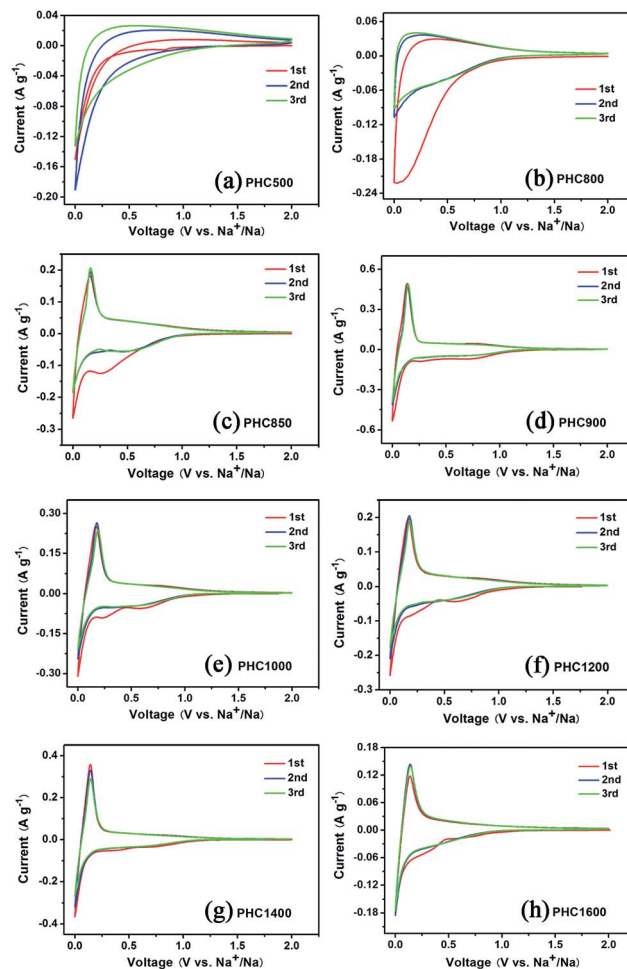 0.00
-0.04
-0.08
-0.12
-0.16
-0.20
Current (A g-1)
1st
2nd
3rd
(a) PHC500
0.0 0.5 1.0 1.5 2.0
Voltage (V vs. Na+/Na)
0.06
0.00
-0.06
-0.12
-0.18
-0.24
Current (A g-1)
1st
2nd
3rd
(b) PHC800
0.0 0.5 1.0 1.5 2.0
Voltage (V vs. Na+/Na)
0.2
0.1
0.0
-0.1
-0.2
-0.3
Current (A g-1)
1st
2nd
3rd
(c) PHC850
0.0 0.5 1.0 1.5 2.0
Voltage (V vs. Na+/Na)
0.6
0.3
0.0
-0.3
-0.6
Current (A g-1)
1st
2nd
3rd
(d) PHC900
0.0 0.5 1.0 1.5 2.0
Voltage (V vs. Na+/Na)
0.30
0.15
0.00
-0.15
-0.30
Current (A g-1)
1st
2nd
3rd
(e) PHC1000
0.0 0.5 1.0 1.5 2.0
Voltage (V vs. Na+/Na)
0.2
0.1
0.0
-0.1
-0.2
-0.3
Current (A g-1)
1st
2nd
3rd
(f) PHC1200
0.0 0.5 1.0 1.5 2.0
Voltage (V vs. Na+/Na)
0.4
0.2
0.0
-0.2
-0.4
Current (A g-1)
1st
2nd
3rd
(g) PHC1400
0.0 0.5 1.0 1.5 2.0
Voltage (V vs. Na+/Na)
0.18
0.12
0.06
0.00
-0.06
-0.12
-0.18
Current (A g-1)
1st
2nd
3rd
(h) PHC1600
0.0 0.5 1.0 1.5 2.0
Voltage (V vs. Na+/Na)